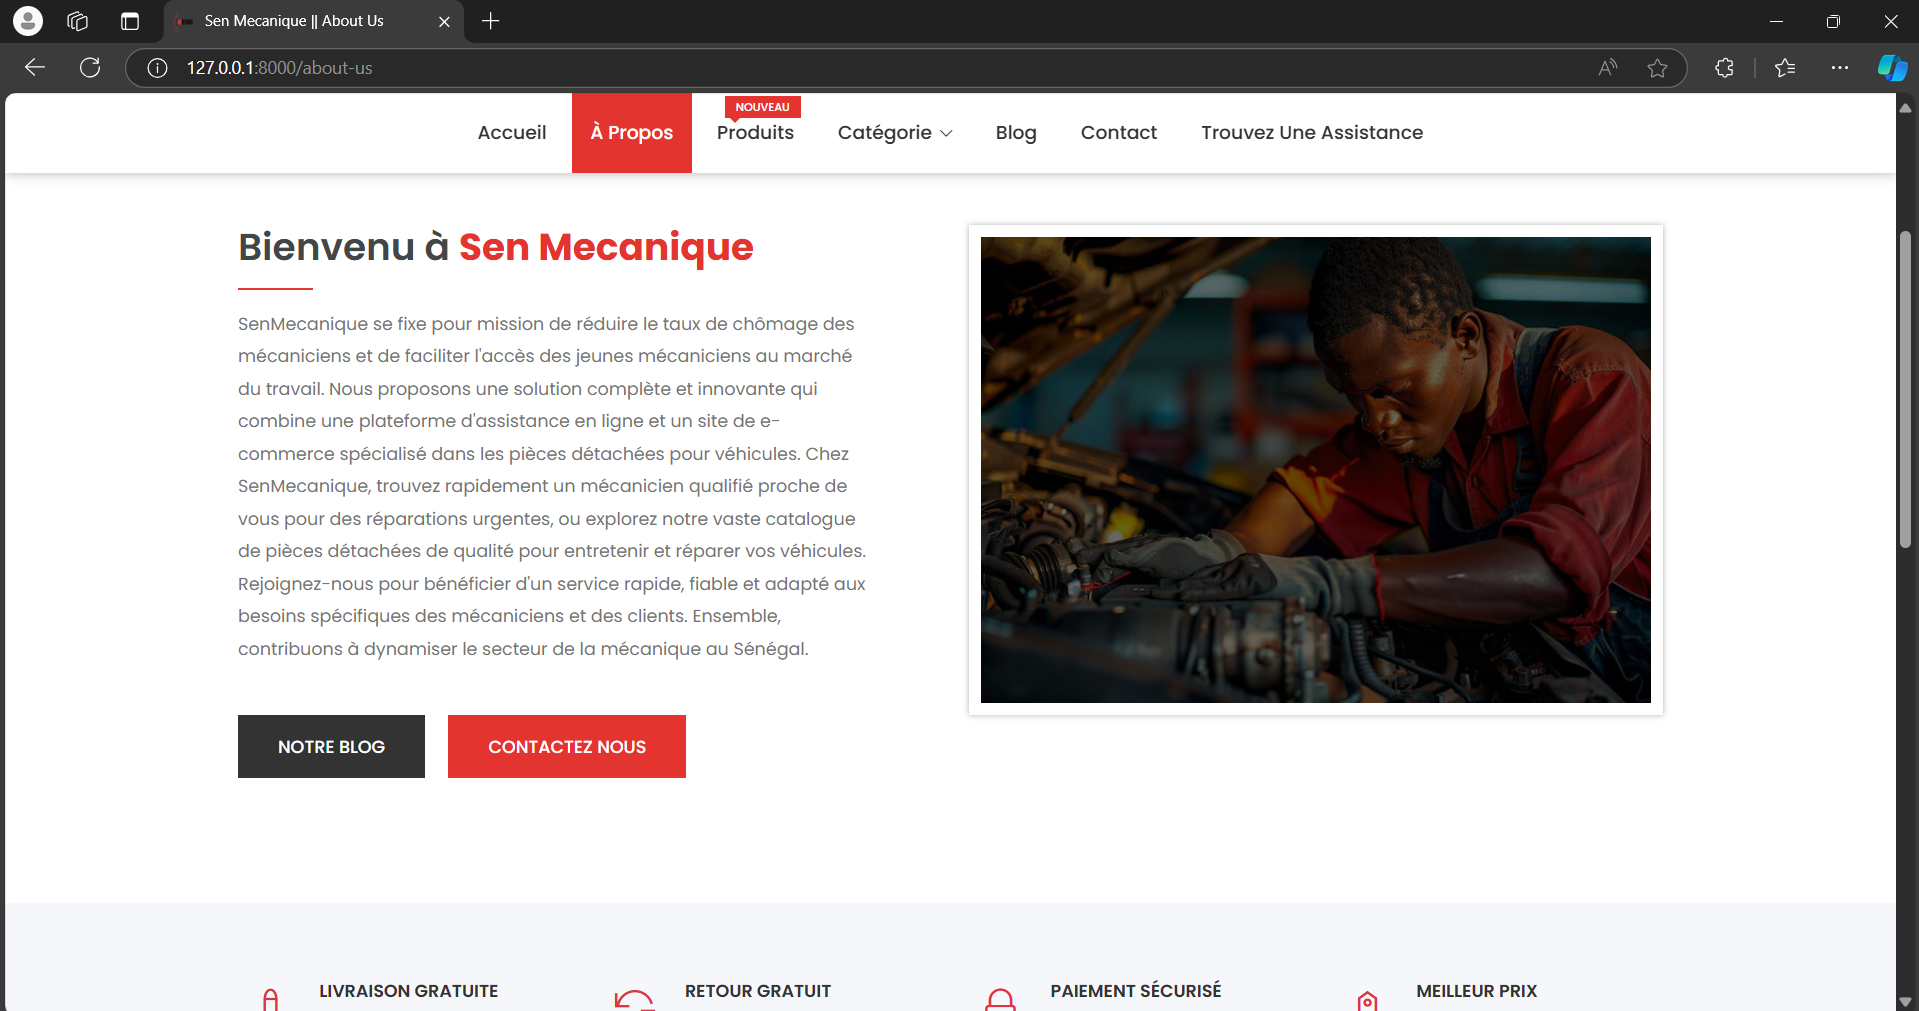 Sen Mecanique || About Us
127.0.0.1:8000/about-us
NOUVEAU
Accueil
À Propos
Produits
Catégorie
Blog
Contact
Trouvez Une Assistance
Bienvenu à Sen Mecanique
SenMecanique se fixe pour mission de réduire le taux de chômage des
mécaniciens et de faciliter l'accès des jeunes mécaniciens au marché
du travail. Nous proposons une solution complète et innovante qui
combine une plateforme d'assistance en ligne et un site de e-
commerce spécialisé dans les pièces détachées pour véhicules. Chez
SenMecanique, trouvez rapidement un mécanicien qualifié proche de
vous pour des réparations urgentes, ou explorez notre vaste catalogue
de pièces détachées de qualité pour entretenir et réparer vos véhicules.
Rejoignez-nous pour bénéficier d'un service rapide, fiable et adapté aux
besoins spécifiques des mécaniciens et des clients. Ensemble,
contribuons à dynamiser le secteur de la mécanique au Sénégal.
NOTRE BLOG
CONTACTEZ NOUS
LIVRAISON GRATUITE
RETOUR GRATUIT
PAIEMENT SÉCURISÉ
MEILLEUR PRIX